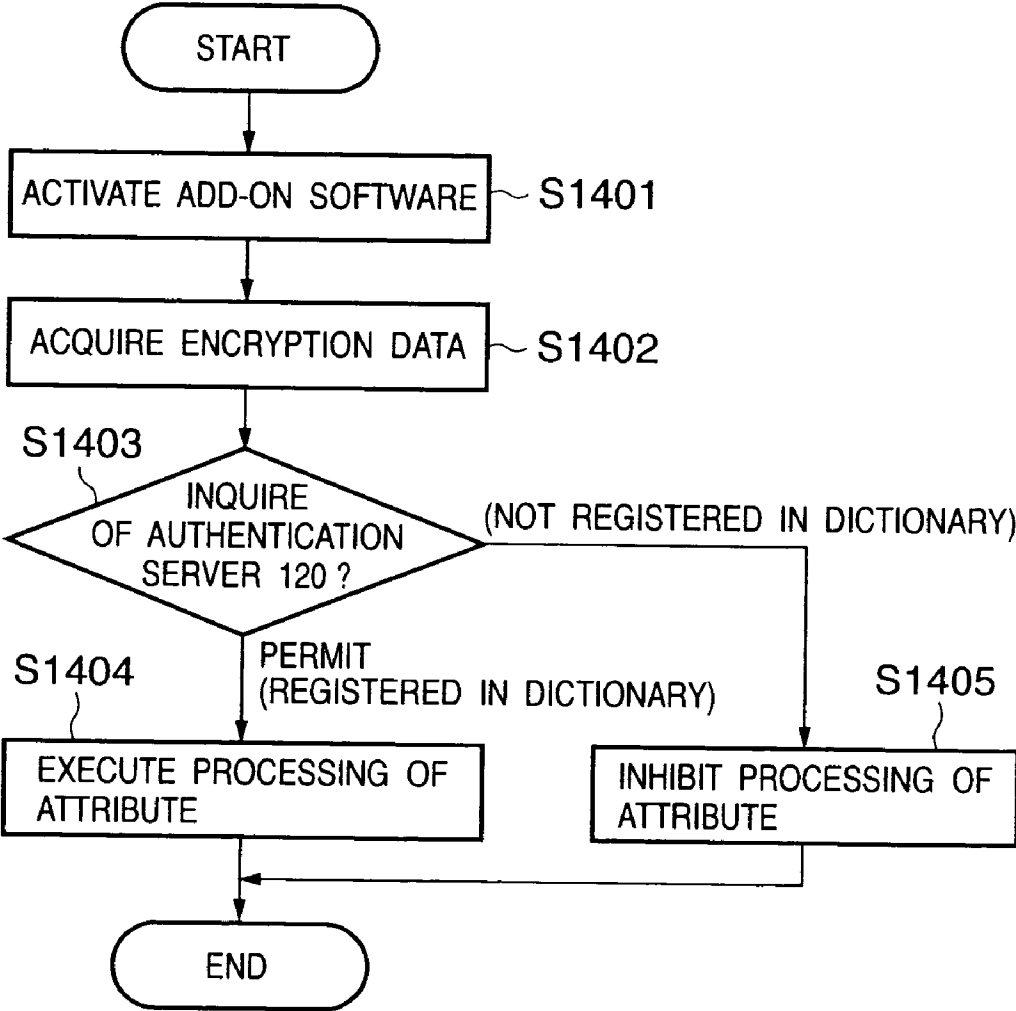 START
ACTIVATE ADD-ON SOFTWARE
S1401
ACQUIRE ENCRYPTION DATA
S1402
S1403
INQUIRE
OF AUTHENTICATION
SERVER 120 ?
(NOT REGISTERED IN DICTIONARY)
PERMIT
(REGISTERED IN DICTIONARY)
S1404
EXECUTE PROCESSING OF
ATTRIBUTE
S1405
INHIBIT PROCESSING OF
ATTRIBUTE
END